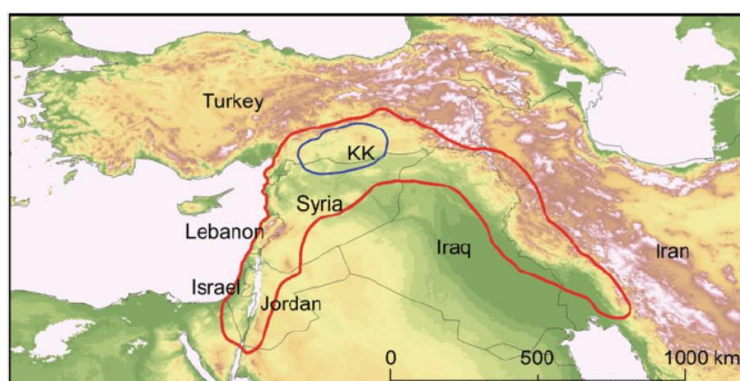 Turkey
KK
Syria
Lebanon
Iraq
Iran
Israel
Jordan
0 500 1000 km